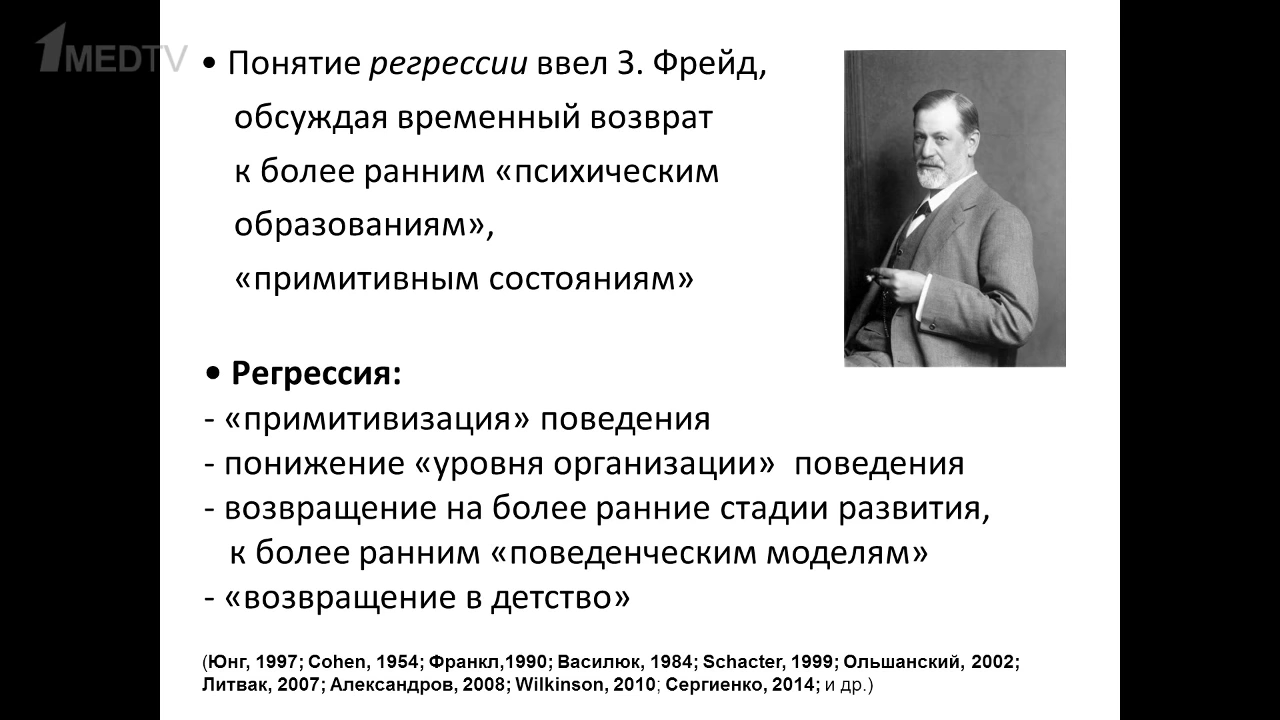 1MEDTV
• Понятие регрессии ввел З. Фрейд,
обсуждая временный возврат
к более ранним «психическим
образованиям»,
«примитивным состояниям»
• Регрессия:
- «примитивизация» поведения
- понижение «уровня организации»  поведения
- возвращение на более ранние стадии развития,
к более ранним «поведенческим моделям»
- «возвращение в детство»
(Юнг, 1997; Cohen, 1954; Франкл,1990; Василюк, 1984; Schacter, 1999; Ольшанский, 2002;
Литвак, 2007; Александров, 2008; Wilkinson, 2010; Сергиенко, 2014; и др.)